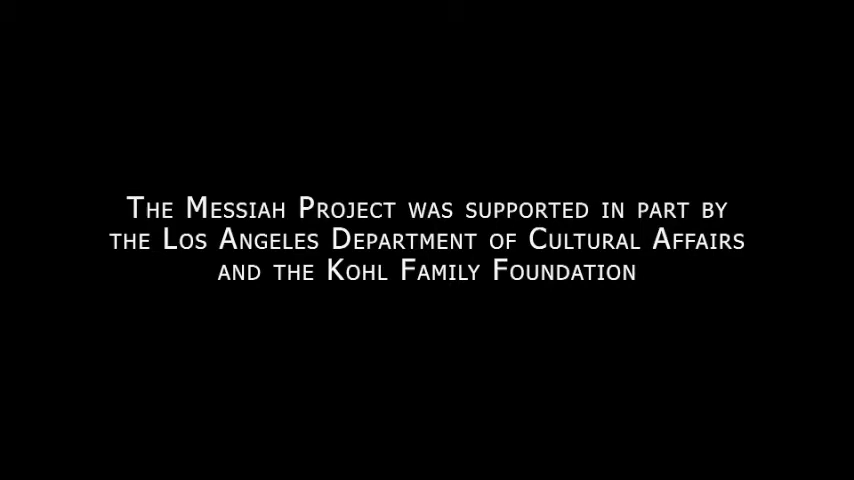 The Messiah Project was supported in part by
the Los Angeles Department of Cultural Affairs
and the Kohl Family Foundation